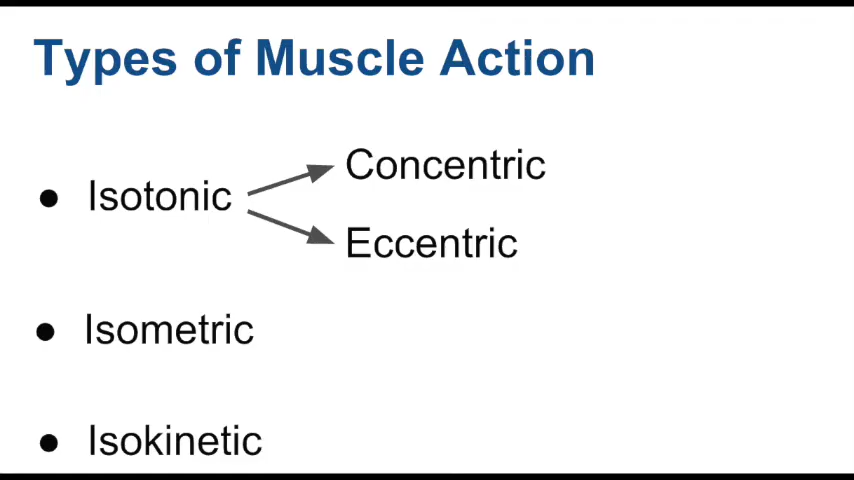 Types of Muscle Action
● Isotonic
Concentric
Eccentric
● Isometric
● Isokinetic